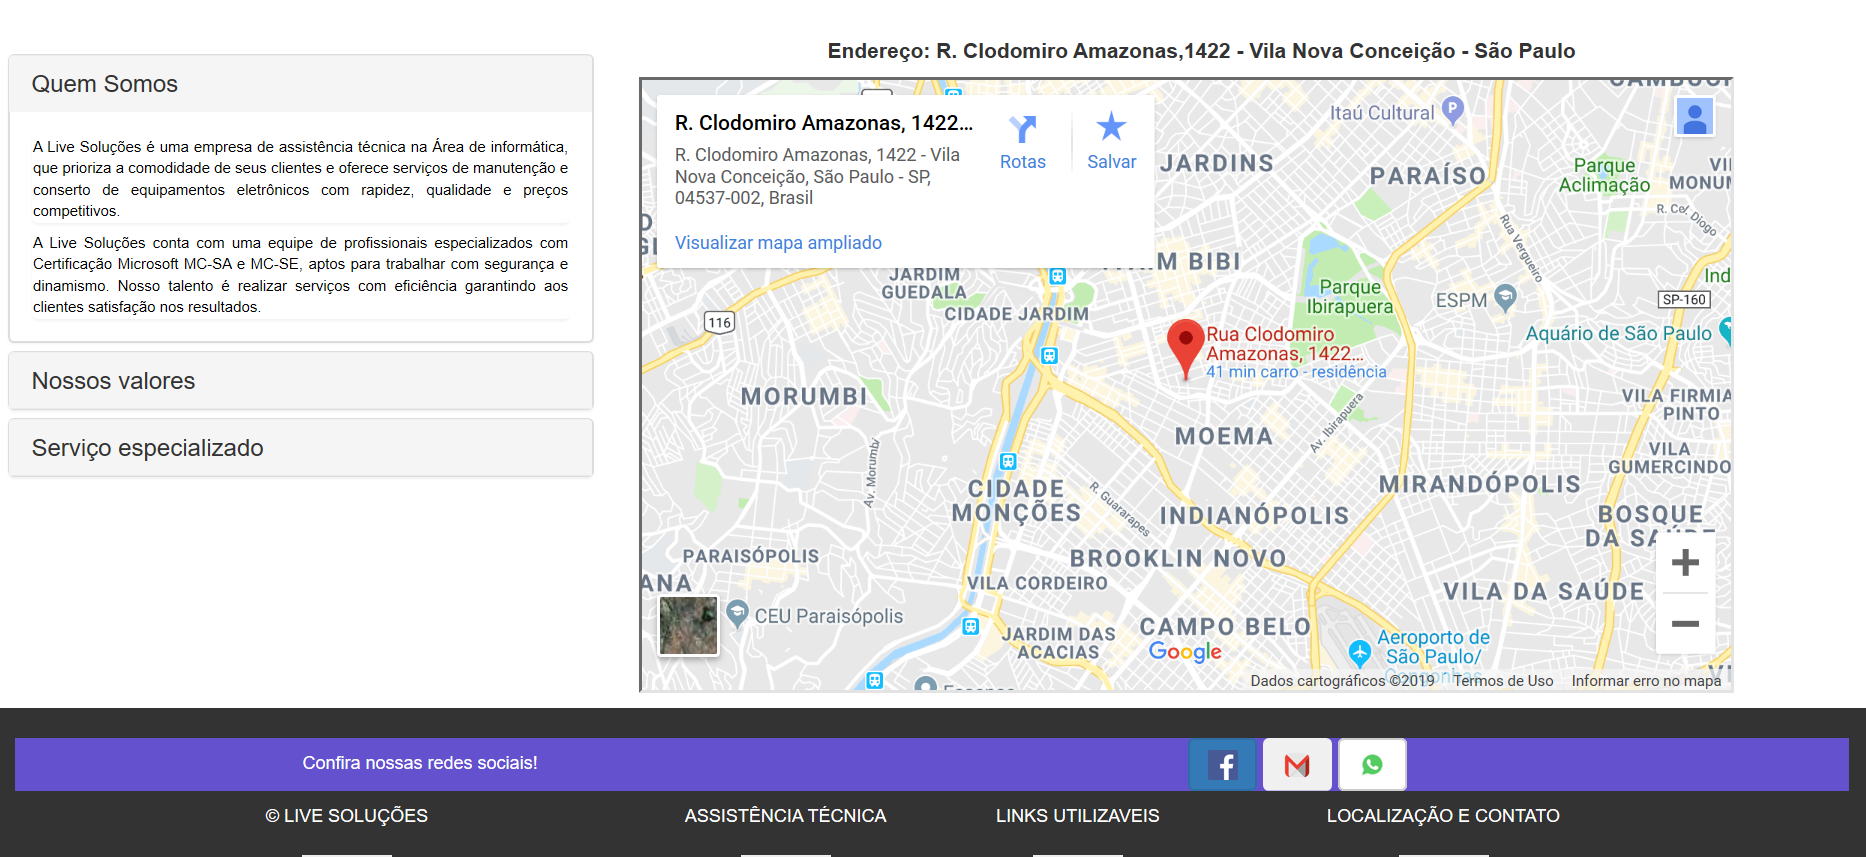 Endereço: R. Clodomiro Amazonas,1422 - Vila Nova Conceição - São Paulo
Quem Somos
A Live Soluções é uma empresa de assistência técnica na Área de informática,
que prioriza a comodidade de seus clientes e oferece serviços de manutenção e
conserto de equipamentos eletrônicos com rapidez, qualidade e preços
competitivos.
A Live Soluções conta com uma equipe de profissionais especializados com
Certificação Microsoft MC-SA e MC-SE, aptos para trabalhar com segurança e
dinamismo. Nosso talento é realizar serviços com eficiência garantindo aos
clientes satisfação nos resultados.
Nossos valores
Serviço especializado
R. Clodomiro Amazonas, 1422...
R. Clodomiro Amazonas, 1422 - Vila
Nova Conceição, São Paulo - SP,
04537-002, Brasil
Rotas
Salvar
Visualizar mapa ampliado
Itaú Cultural
JARDINS
PARAÍSO
Parque
Aclimação
R. Vergueiro
BIBI
JARDIM
GUEDALA
CIDADE JARDIM
Parque
Ibirapuera
ESPM
SP-160
Aquário de São Paulo
116
Rua Clodomiro
Amazonas, 1422...
41 min carro - residência
MORUMBI
VILA FIRMIA
PINTO
Av. Ibirapuera
MOEMA
VILA
GUMERCINDO
Av. Morumbi
CIDADE
MONÇÕES
R. Guararapes
MIRANDÓPOLIS
INDIANÓPOLIS
BOSQUE
PARAISÓPOLIS
BROOKLIN NOVO
VILA CORDEIRO
VILA DA SAÚDE
CEU Paraisópolis
JARDIM DAS
ACACIAS
CAMPO BELO
Aeroporto de
São Paulo/
Google
Dados cartográficos ©2019
Termos de Uso
Informar erro no mapa
Confira nossas redes sociais!
© LIVE SOLUÇÕES
ASSISTÊNCIA TÉCNICA
LINKS UTILIZAVEIS
LOCALIZAÇÃO E CONTATO